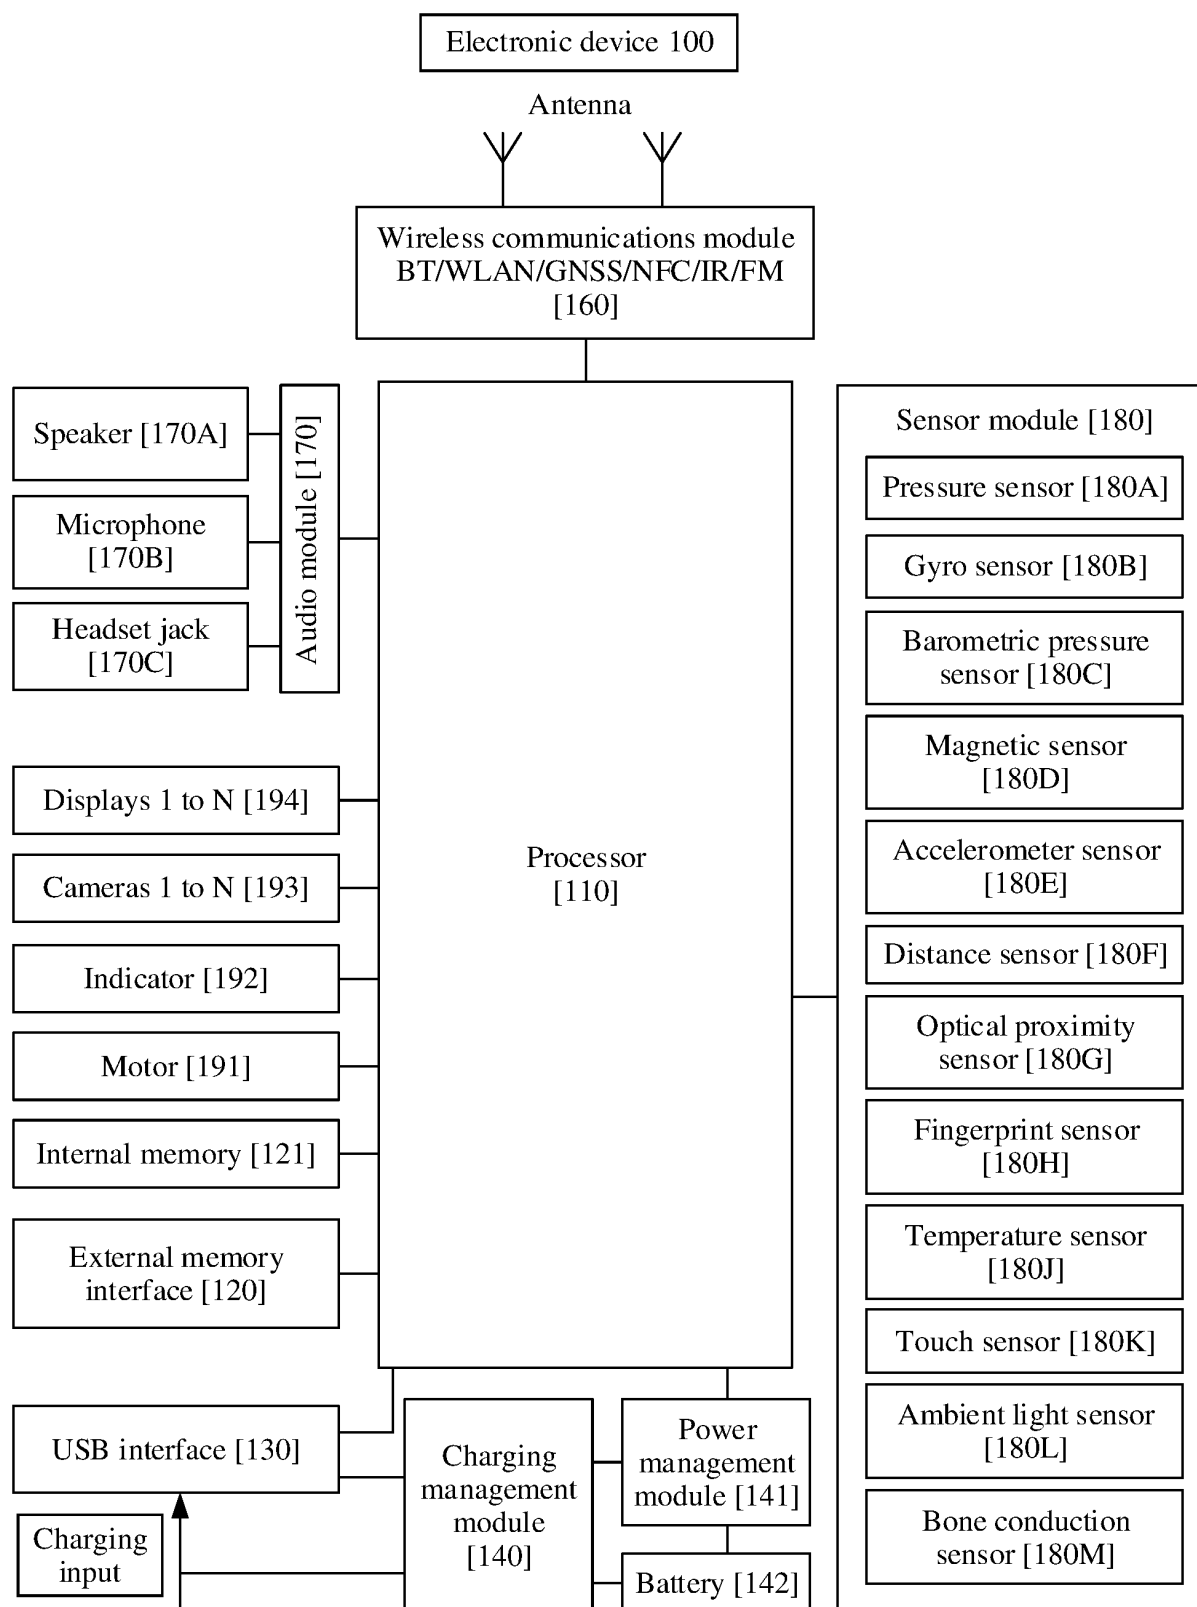 Electronic device 100
Antenna
Wireless communications module
BT/WLAN/GNSS/NFC/IR/FM
[160]
Speaker [170A]
Microphone
[170B]
Headset jack
[170C]
Audio module [170]
Displays 1 to N [194]
Cameras 1 to N [193]
Indicator [192]
Motor [191]
Internal memory [121]
External memory
interface [120]
USB interface [130]
Charging
input
Processor
[110]
Charging
management
module
[140]
Power
management
module [141]
Battery [142]
Sensor module [180]
Pressure sensor [180A]
Gyro sensor [180B]
Barometric pressure
sensor [180C]
Magnetic sensor
[180D]
Accelerometer sensor
[180E]
Distance sensor [180F]
Optical proximity
sensor [180G]
Fingerprint sensor
[180H]
Temperature sensor
[180J]
Touch sensor [180K]
Ambient light sensor
[180L]
Bone conduction
sensor [180M]